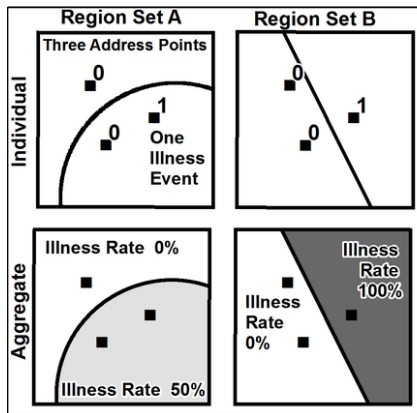 Region Set A
Region Set B
Individual
Three Address Points
0
1
0
One
Illness
Event
0
1
0
Aggregate
Illness Rate 0%
Illness Rate 50%
Illness
Rate
100%
Illness
Rate
0%